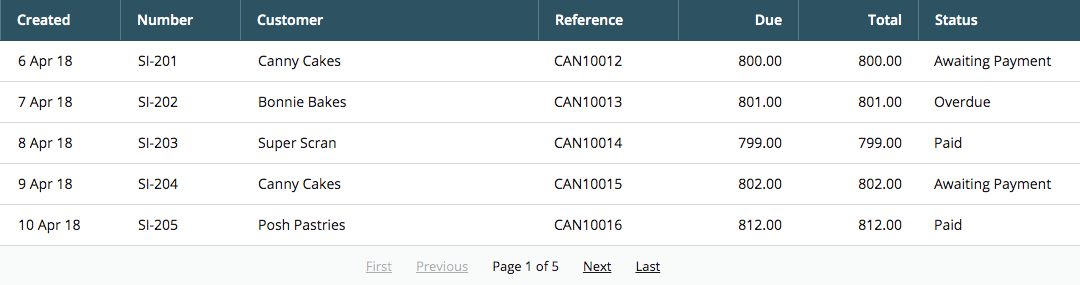 Created Number Customer Reference Due Total Status
6 Apr 18 SI-201 Canny Cakes CAN10012 800.00 800.00 Awaiting Payment
7 Apr 18 SI-202 Bonnie Bakes CAN10013 801.00 801.00 Overdue
8 Apr 18 SI-203 Super Scran CAN10014 799.00 799.00 Paid
9 Apr 18 SI-204 Canny Cakes CAN10015 802.00 802.00 Awaiting Payment
10 Apr 18 SI-205 Posh Pastries CAN10016 812.00 812.00 Paid
First Previous Page 1 of 5 Next Last